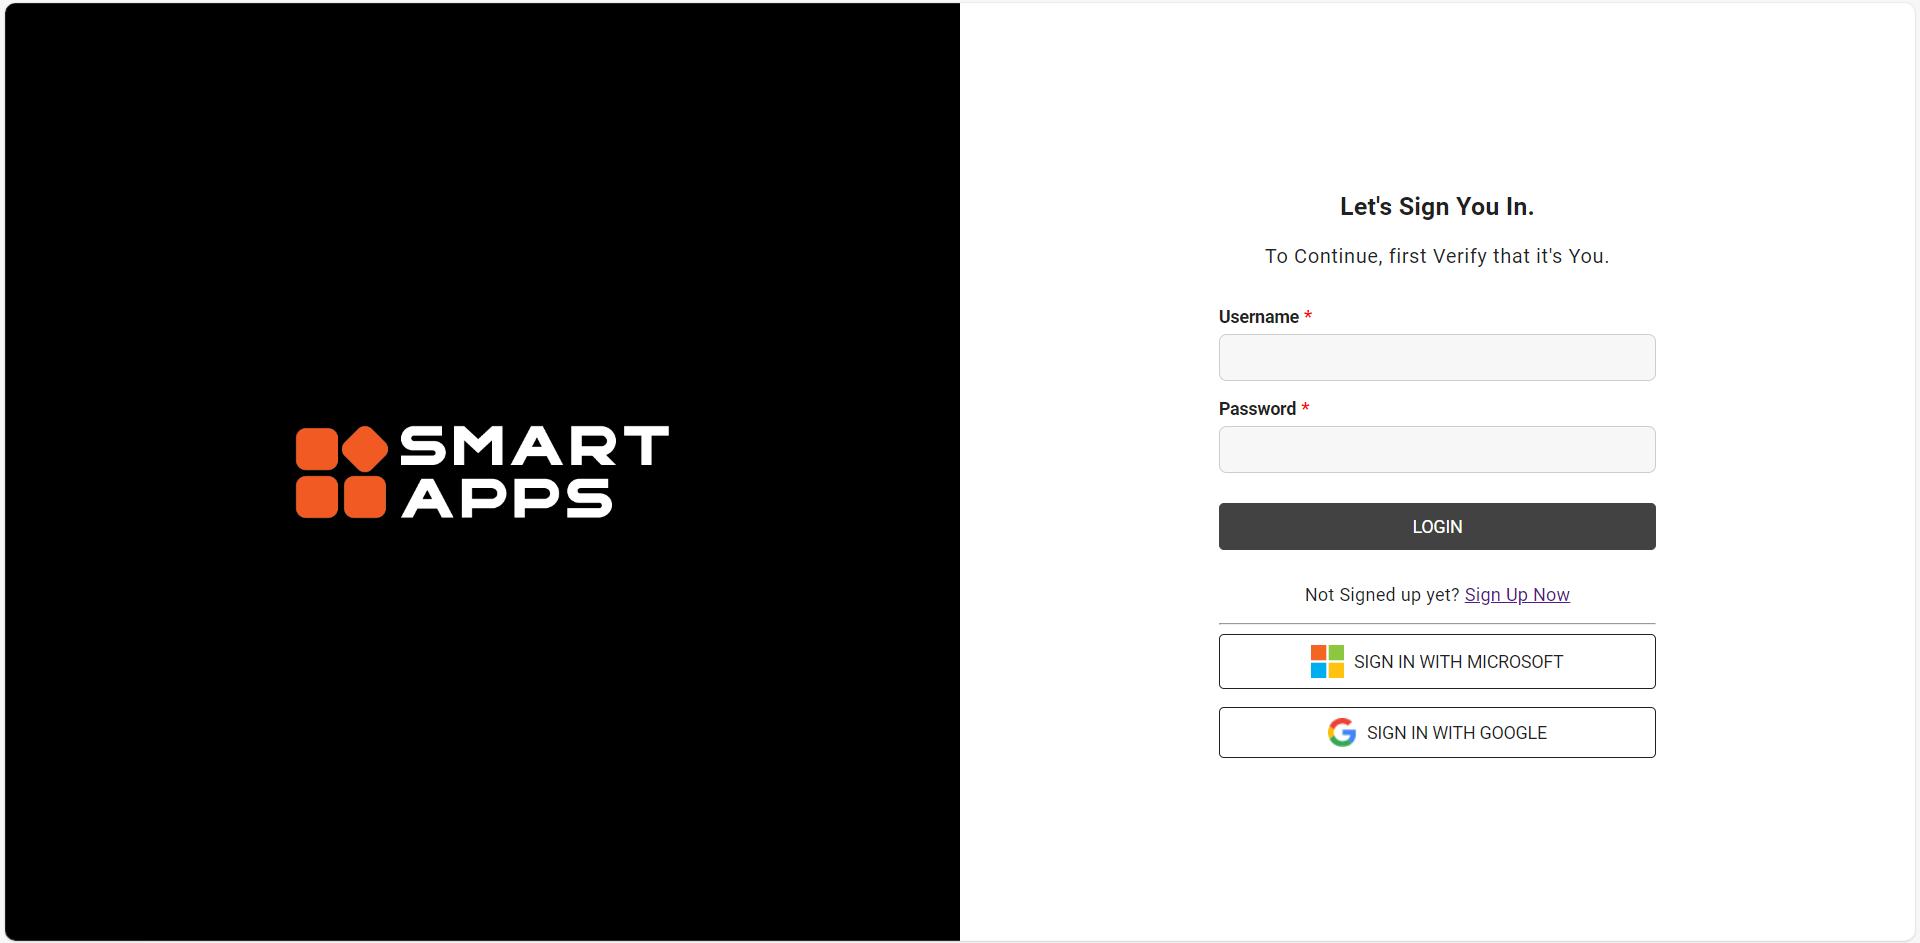 SMART
APPS
Let's Sign You In.
To Continue, first Verify that it's You.
Username *
Password *
LOGIN
Not Signed up yet? Sign Up Now
SIGN IN WITH MICROSOFT
SIGN IN WITH GOOGLE